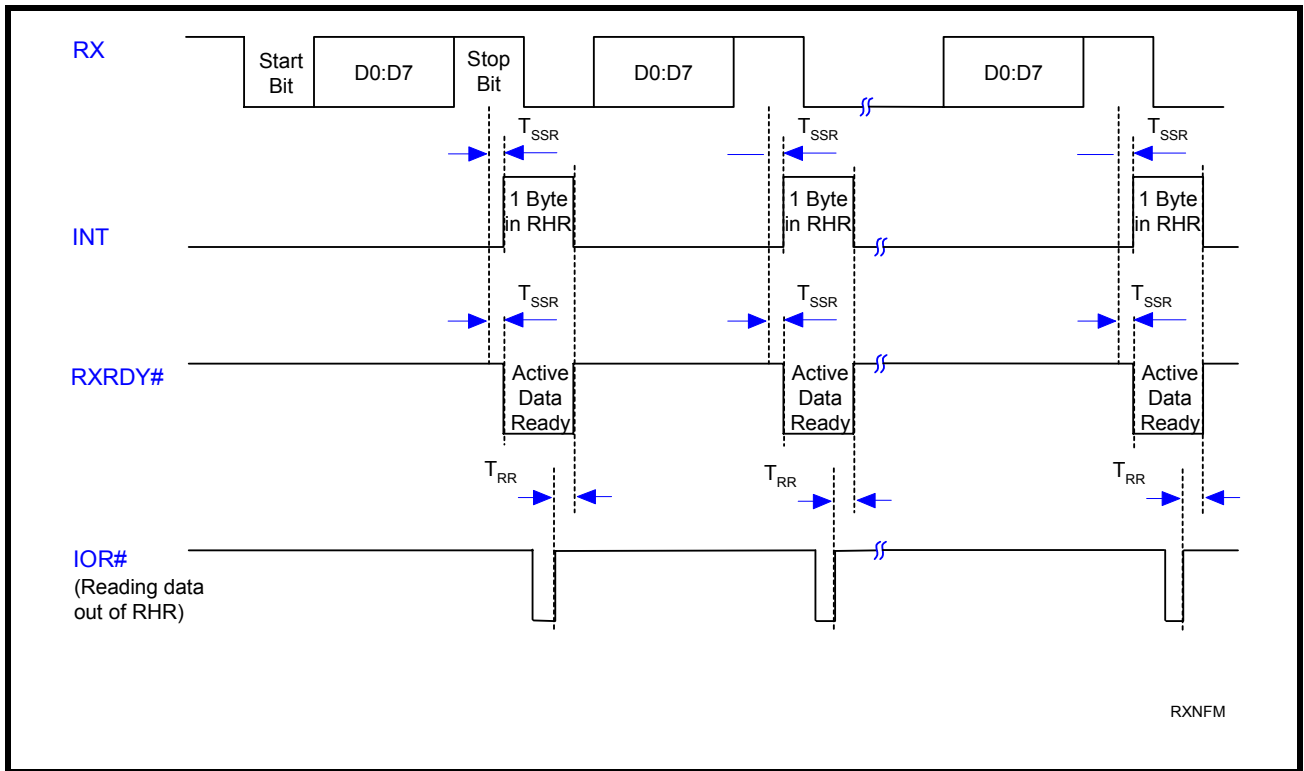 RX
Start
Bit
D0:D7
Stop
Bit
D0:D7
D0:D7
TSSR
TSSR
TSSR
INT
1 Byte
in RHR
1 Byte
in RHR
1 Byte
in RHR
TSSR
TSSR
TSSR
RXRDY#
Active
Data
Ready
Active
Data
Ready
Active
Data
Ready
TRR
TRR
TRR
IOR#
(Reading data
out of RHR)
RXNFM